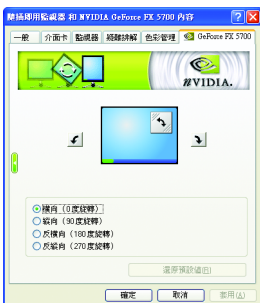 隨插即用監視器 和 NVIDIA GeForce FX 5700 內容
一般 介面卡 監視器 疑難排解 色彩管理 GeForce FX 5700
nVIDIA.
橫向 (0度旋轉)
縱向 (90度旋轉)
反橫向 (180度旋轉)
反縱向 (270度旋轉)
還原預設值(R)
確定 取消 套用(A)